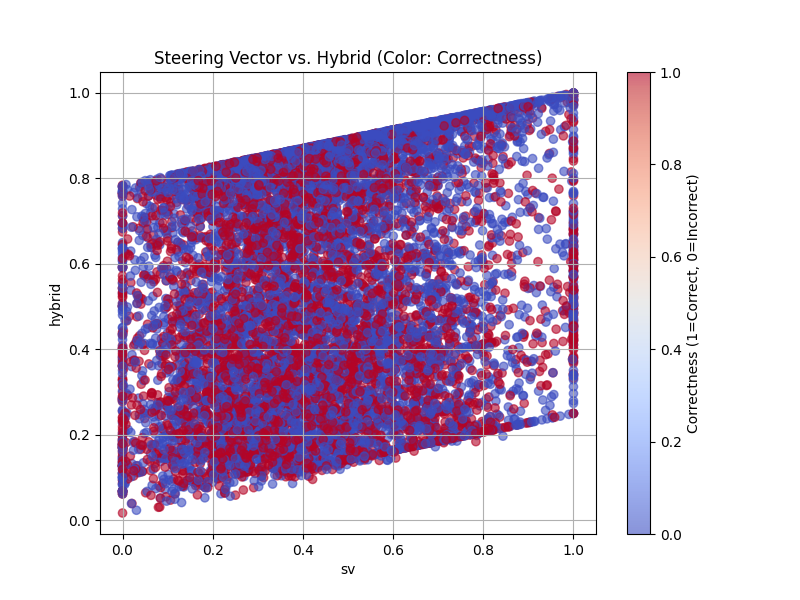 Steering Vector vs. Hybrid (Color: Correctness)
1.0
0.8
0.6
0.4
0.2
0.0
hybrid
0.0 0.2 0.4 0.6 0.8 1.0
sv
1.0
0.8
0.6
0.4
0.2
0.0
Correctness (1=Correct, 0=Incorrect)